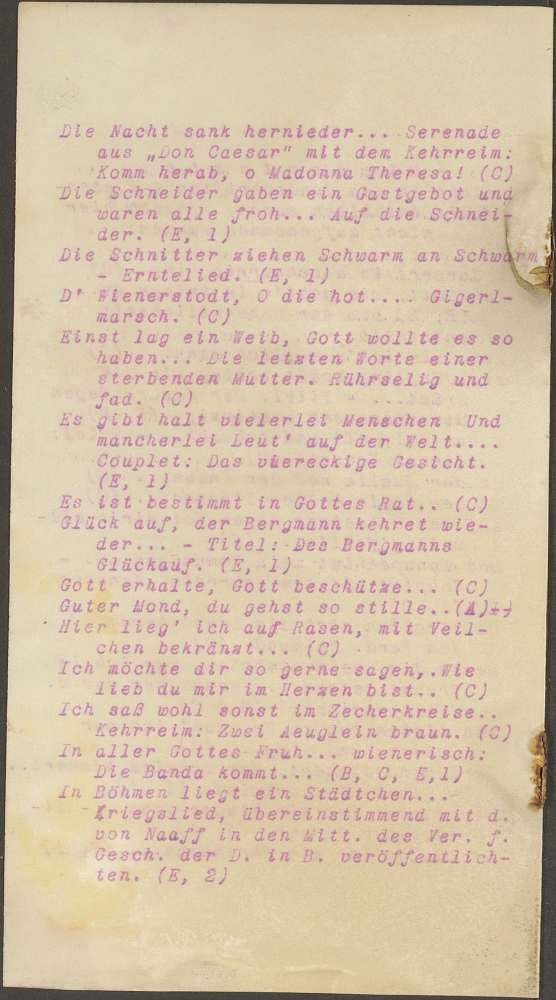 Die Nacht sank hernieder... Serenade
aus „Don Caesar" mit dem Kehrreim:
Komm herab, o Madonna Theresa! (C)
Die Schneider gaben ein Gastgebot und
waren alle froh... Auf die Schnei-
der. (E, 1)
Die Schnitter ziehen Schwarm an Schwarm
- Erntelied. (E, 1)
D' Wienerstodt, O die hot.... Gigerl-
marsch. (C)
Einst lag ein Weib, Gott wollte es so
haben... Die letzten Worte einer
sterbenden Mutter. Rührselig und
fad. (C)
Es gibt halt vielerlei Menschen Und
mancherlei Leut' auf der Welt....
Couplet: Das viereckige Gesicht.
(E, 1)
Es ist bestimmt in Gottes Rat.. (C)
Glück auf, der Bergmann kehret wie-
der... - Titel: Des Bergmanns
Glückauf. (E, 1)
Gott erhalte, Gott beschütze... (C)
Guter Mond, du gehst so stille..(A)
Hier lieg' ich auf Rasen, mit Veil-
chen bekränzt... (C)
Ich möchte dir so gerne sagen, Wie
lieb du mir im Herzen bist.. (C)
Ich saß wohl sonst im Zecherkreise..
Kehrreim: Zwei Aeuglein braun. (C)
In aller Gottes Fruh... wienerisch:
Die Banda kommt... (B, C, E,1)
In Böhmen liegt ein Städtchen...
Kriegslied, übereinstimmend mit d.
von Naaff in den Mitt. des Ver. f.
Gesch. der D. in B. veröffentlich-
ten. (E, 2)